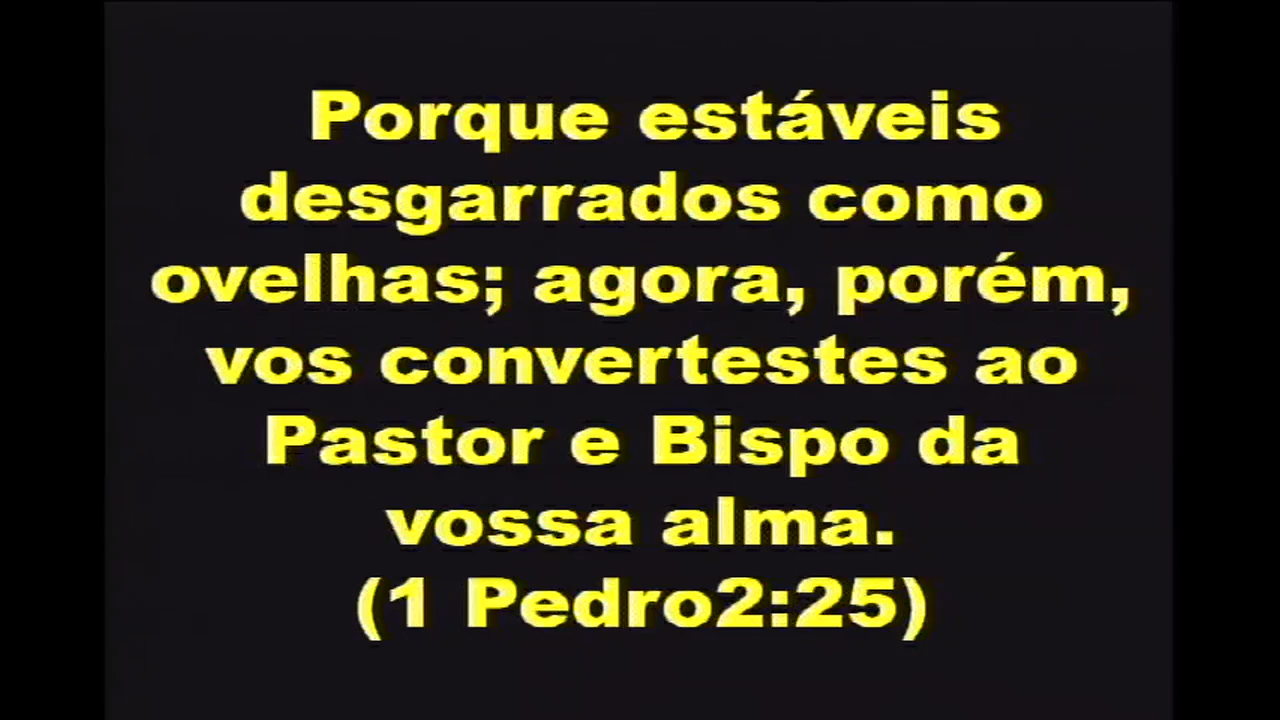 Porque estáveis
desgarrados como
ovelhas; agora, porém,
vos convertestes ao
Pastor e Bispo da
vossa alma.
(1 Pedro2:25)